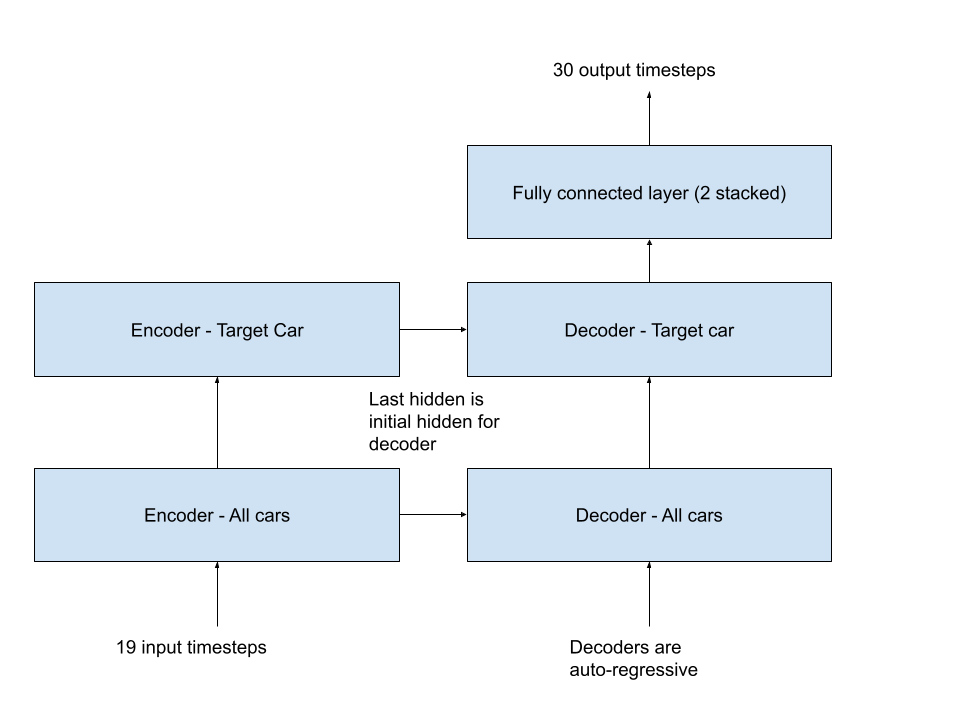 30 output timesteps
Fully connected layer (2 stacked)
Encoder - Target Car
Decoder - Target car
Last hidden is
initial hidden for
decoder
Encoder - All cars
Decoder - All cars
19 input timesteps
Decoders are
auto-regressive